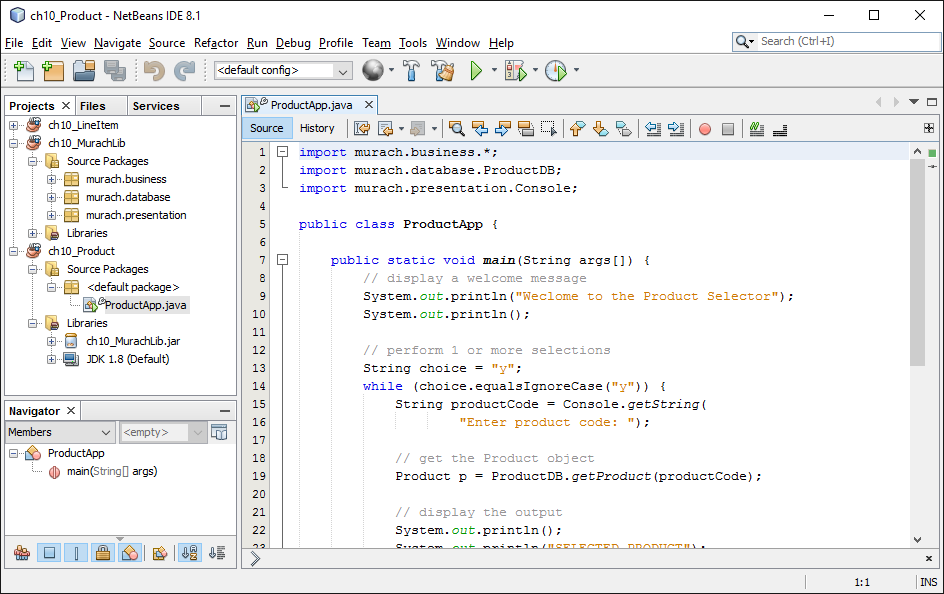 ch10_Product - NetBeans IDE 8.1
File Edit View Navigate Source Refactor Run Debug Profile Team Tools Window Help
Search (Ctrl+I)
<default config>
Projects Files Services
ch10_LineItem
ch10_MurachLib
Source Packages
murach.business
murach.database
murach.presentation
Libraries
ch10_Product
Source Packages
<default package>
ProductApp.java
Libraries
ch10_MurachLib.jar
JDK 1.8 (Default)
Navigator
Members <empty>
ProductApp
main(String[] args)
ProductApp.java
Source History
1 import murach.business.*;
2 import murach.database.ProductDB;
3 import murach.presentation.Console;
4
5 public class ProductApp {
6
7 public static void main(String args[]) {
8 // display a welcome message
9 System.out.println("Weclome to the Product Selector");
10 System.out.println();
11
12 // perform 1 or more selections
13 String choice = "y";
14 while (choice.equalsIgnoreCase("y")) {
15 String productCode = Console.getString(
16 "Enter product code: ");
17
18 // get the Product object
19 Product p = ProductDB.getProduct(productCode);
20
21 // display the output
22 System.out.println();
23 System.out.println("SELECTED PRODUCT");
1:1 INS